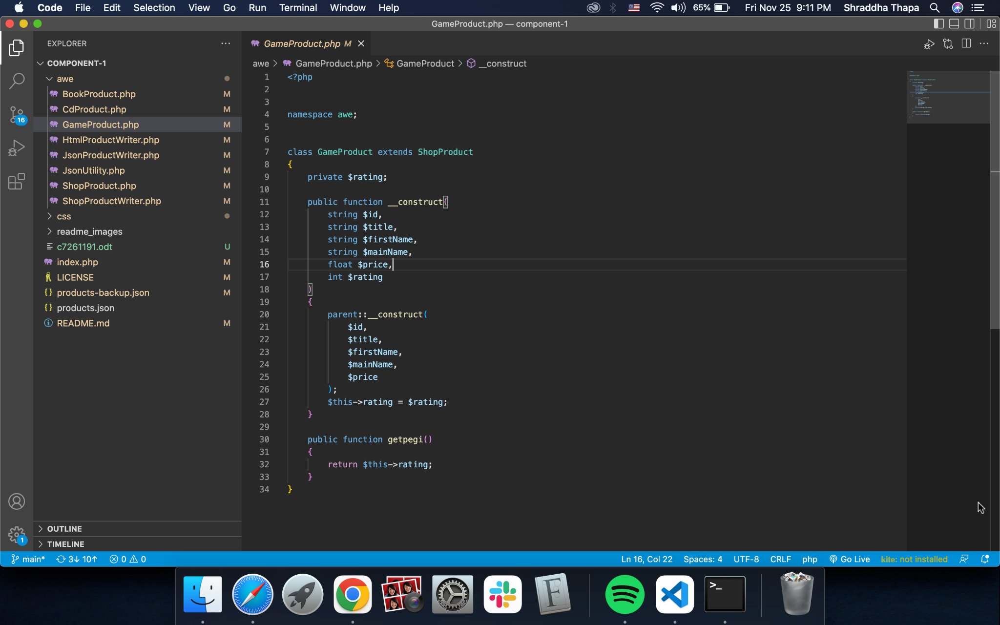 Code File Edit Selection View Go Run Terminal Window Help 65% Fri Nov 25 9:11 PM Shraddha Thapa
GameProduct.php — component-1
EXPLORER
COMPONENT-1
awe
BookProduct.php M
CdProduct.php M
GameProduct.php M
HtmlProductWriter.php M
JsonProductWriter.php M
JsonUtility.php M
ShopProduct.php M
ShopProductWriter.php M
css
readme_images
c7261191.odt U
index.php M
LICENSE M
products-backup.json M
products.json
README.md M
OUTLINE
TIMELINE
16
1
GameProduct.php M
awe > GameProduct.php > GameProduct > __construct
1 <?php
2
3
4 namespace awe;
5
6
7 class GameProduct extends ShopProduct
8 {
9 private $rating;
10
11 public function __construct(
12 string $id,
13 string $title,
14 string $firstName,
15 string $mainName,
16 float $price,
17 int $rating
18 )
19 {
20 parent::__construct(
21 $id,
22 $title,
23 $firstName,
24 $mainName,
25 $price
26 );
27 $this->rating = $rating;
28 }
29
30 public function getpegi()
31 {
32 return $this->rating;
33 }
34 }
main* 3↓ 10↑ 0 0 Ln 16, Col 22 Spaces: 4 UTF-8 CRLF php Go Live kite: not installed
F
>_